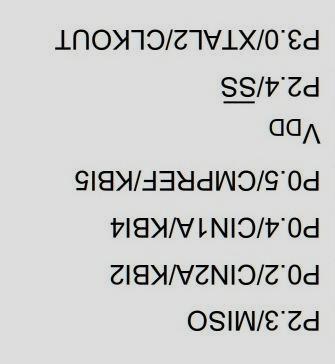 P2.3/MISO
P0.2/CIN2A/KBI2
P0.4/CIN1A/KBI4
P0.5/CMPREF/KBI5
VDD
P2.4/S̅S̅
P3.0/XTAL2/CLKOUT